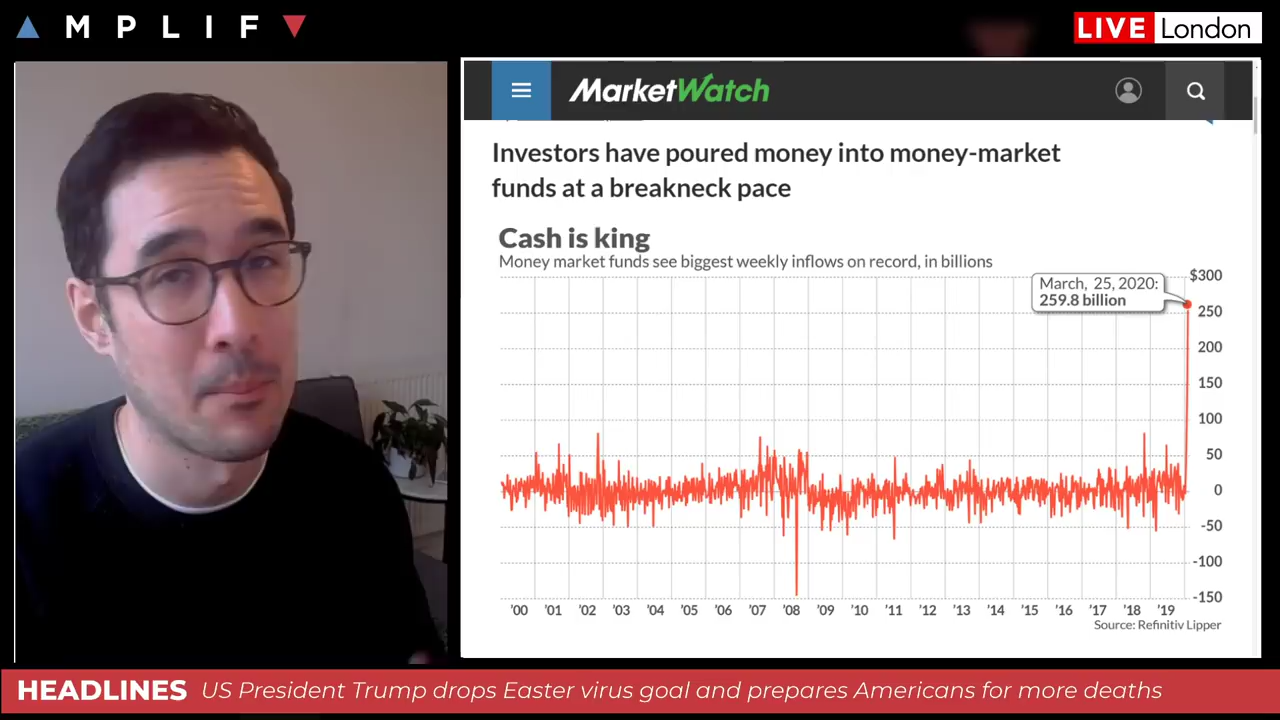 ▲ M P L I F ▼
LIVE London
MarketWatch
Investors have poured money into money-market
funds at a breakneck pace
Cash is king
Money market funds see biggest weekly inflows on record, in billions
March, 25, 2020:
259.8 billion
$300
250
200
150
100
50
0
-50
-100
-150
'00 '01 '02 '03 '04 '05 '06 '07 '08 '09 '10 '11 '12 '13 '14 '15 '16 '17 '18 '19
Source: Refinitiv Lipper
HEADLINES US President Trump drops Easter virus goal and prepares Americans for more deaths